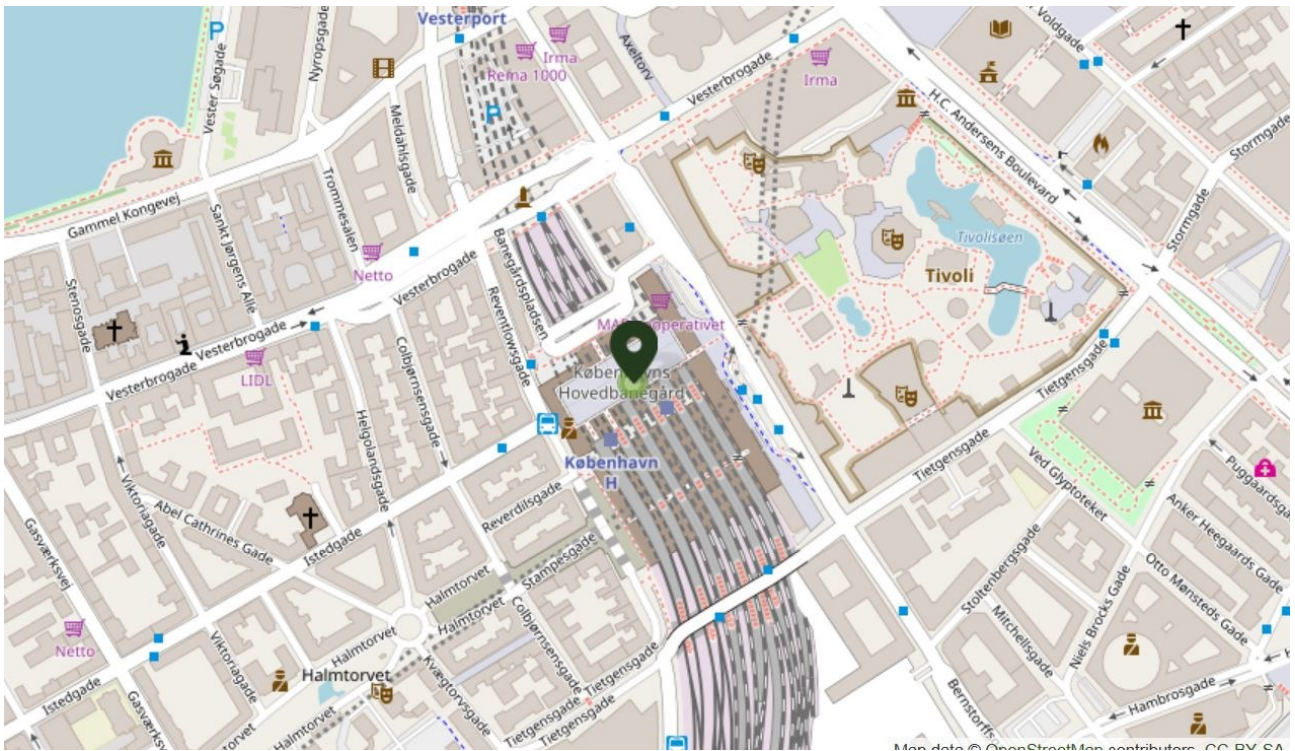 Vesterport
Voldgade
Nyropsgade
Vester Søgade
Irma
Rema 1000
Axeltorv
Irma
Vesterbrogade
H.C. Andersens Boulevard
Stormgade
Meldahlsgade
Trommesalen
Gammel Kongevej
Sankt Jørgens Allé
Netto
Vesterbrogade
Banegårdspladsen
Reventlowsgade
Tivolisøen
Tivoli
Stormgade
Stenosgade
Vesterbrogade
Vesterbrogade
LIDL
Colbjørnsensgade
Helgolandsgade
Københavns
Hovedbanegård
København
H
Tietgensgade
Tietgensgade
Ved Glyptoteket
Puggaardsga
Anker Heegaards Gade
Otto Mønsteds Gade
Viktoriagade
Abel Cathrines Gade
Istedgade
Reverdilsgade
Stampesgade
Gasværksvej
Halmtorvet
Halmtorvet
Colbjørnsensgade
Stoltenbergsgade
Mitchellsgade
Niels Brocks Gade
Netto
Viktoriagade
Halmtorvet
Halmtorvet
Kvægtorvsgade
Tietgensgade
Istedgade
Gasværksvej
Halmtorvet
Tietgensgade
Tietgensgade
Bernstorffs
Hambrosgade
Map data © OpenStreetMap contributors, CC-BY-SA